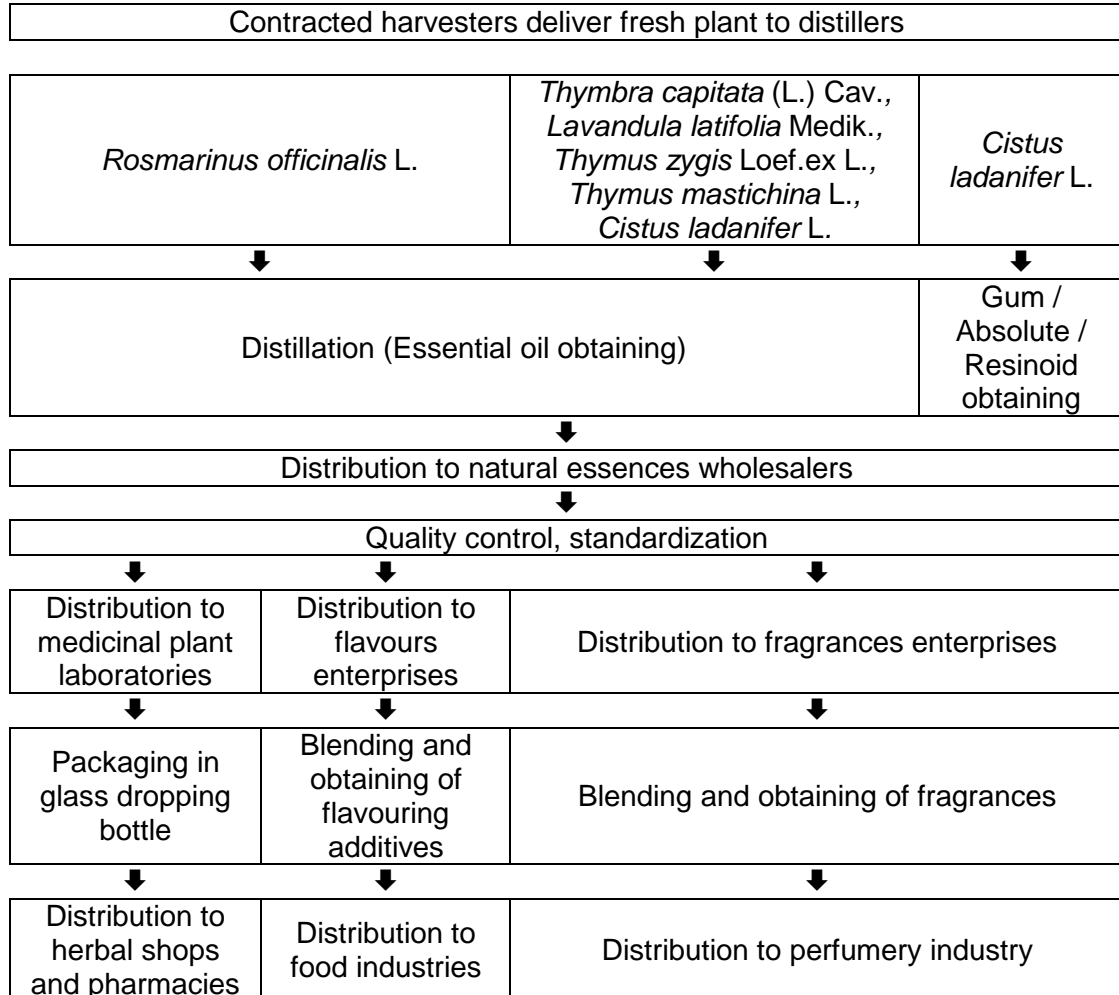 Contracted harvesters deliver fresh plant to distillers
Rosmarinus officinalis L.
Thymbra capitata (L.) Cav.,
Lavandula latifolia Medik.,
Thymus zygis Loef.ex L.,
Thymus mastichina L.,
Cistus ladanifer L.
Cistus
ladanifer L.
Distillation (Essential oil obtaining)
Gum /
Absolute /
Resinoid
obtaining
Distribution to natural essences wholesalers
Quality control, standardization
Distribution to
medicinal plant
laboratories
Distribution to
flavours
enterprises
Distribution to fragrances enterprises
Packaging in
glass dropping
bottle
Blending and
obtaining of
flavouring
additives
Blending and obtaining of fragrances
Distribution to
herbal shops
and pharmacies
Distribution to
food industries
Distribution to perfumery industry